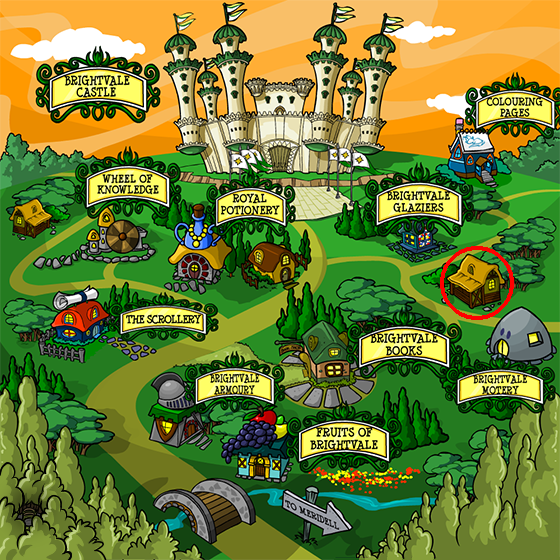 BRIGHTVALE
CASTLE
COLOURING
PAGES
WHEEL OF
KNOWLEDGE
ROYAL
POTIONERY
BRIGHTVALE
GLAZIERS
THE SCROLLERY
BRIGHTVALE
BOOKS
BRIGHTVALE
ARMOURY
BRIGHTVALE
MOTERY
FRUITS OF
BRIGHTVALE
TO MERIDELL